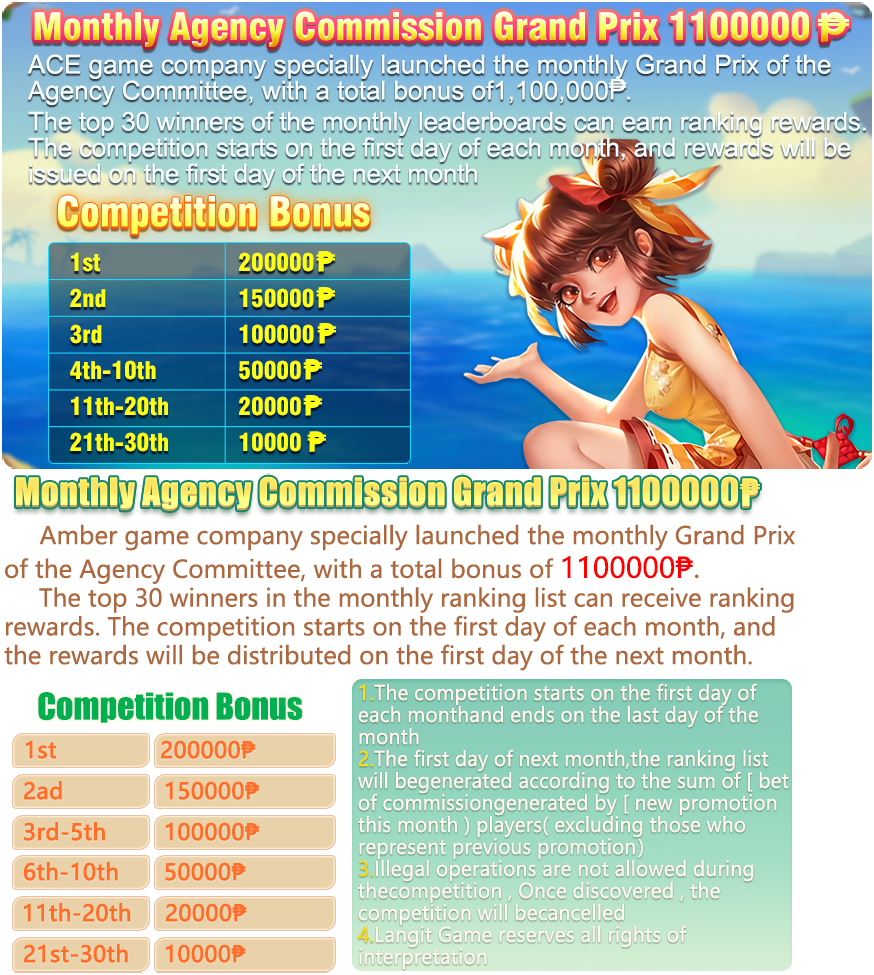 Monthly Agency Commission Grand Prix 1100000₱
ACE game company specially launched the monthly Grand Prix of the
Agency Committee, with a total bonus of1,100,000₱.
The top 30 winners of the monthly leaderboards can earn ranking rewards.
The competition starts on the first day of each month, and rewards will be
issued on the first day of the next month
Competition Bonus
1st 200000₱
2nd 150000₱
3rd 100000₱
4th-10th 50000₱
11th-20th 20000₱
21th-30th 10000 ₱
Monthly Agency Commission Grand Prix 1100000₱
Amber game company specially launched the monthly Grand Prix
of the Agency Committee, with a total bonus of 1100000₱.
The top 30 winners in the monthly ranking list can receive ranking
rewards. The competition starts on the first day of each month, and
the rewards will be distributed on the first day of the next month.
Competition Bonus
1st 200000₱
2ad 150000₱
3rd-5th 100000₱
6th-10th 50000₱
11th-20th 20000₱
21st-30th 10000₱
1.The competition starts on the first day of
each monthand ends on the last day of the
month
2.The first day of next month,the ranking list
will begenerated according to the sum of [ bet
of commissiongenerated by [ new promotion
this month ) players( excluding those who
represent previous promotion)
3.Illegal operations are not allowed during
thecompetition , Once discovered , the
competition will becancelled
4.Langit Game reserves all rights of
interpretation